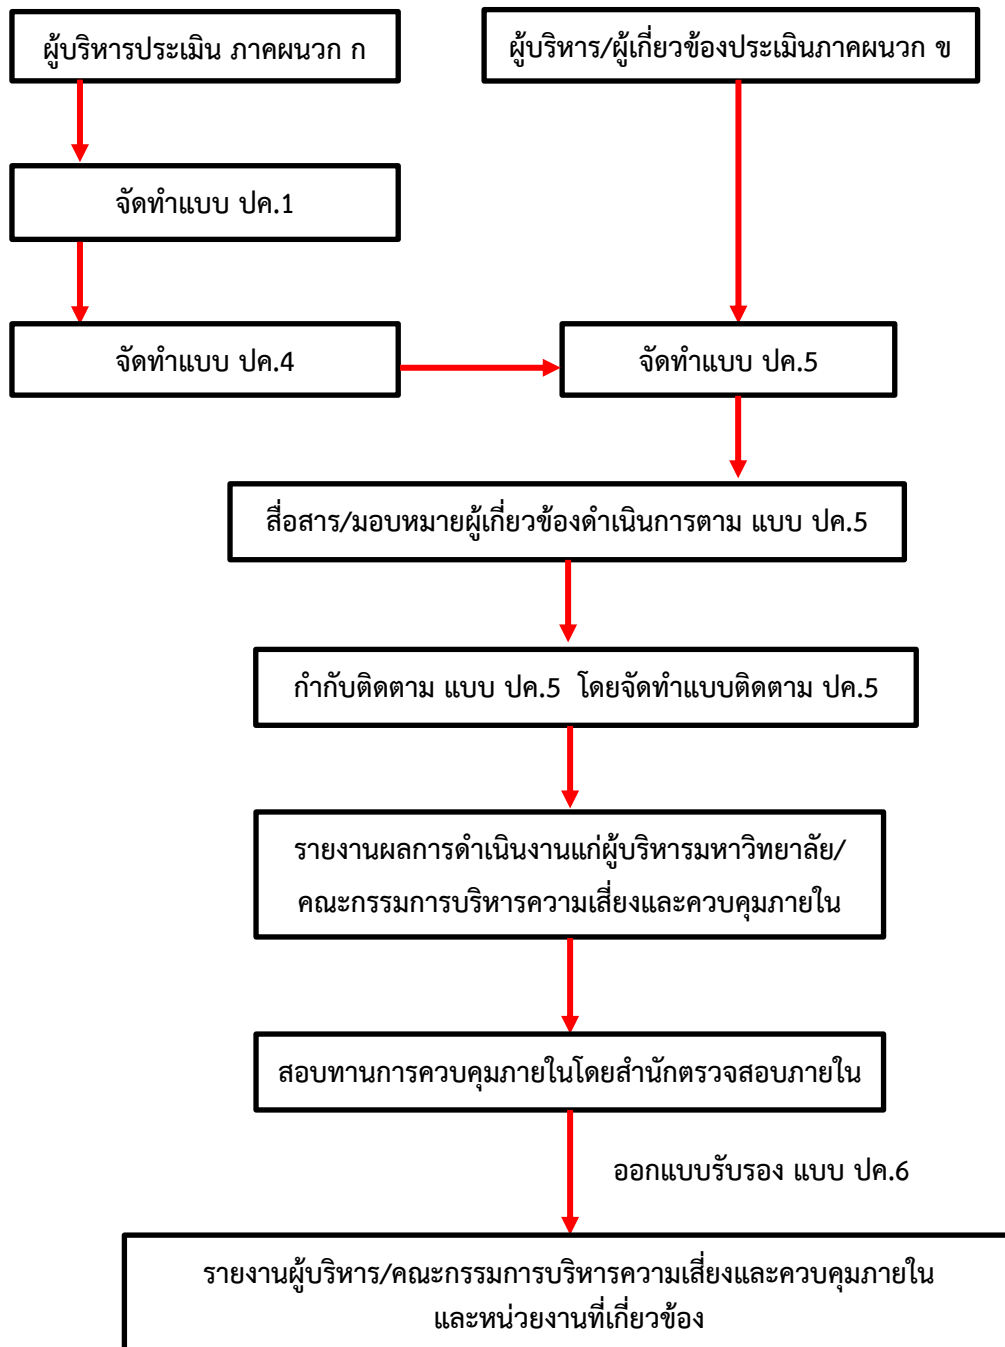 ผู้บริหารประเมิน ภาคผนวก ก
ผู้บริหาร/ผู้เกี่ยวข้องประเมินภาคผนวก ข
จัดทำแบบ ปค.1
จัดทำแบบ ปค.4
จัดทำแบบ ปค.5
สื่อสาร/มอบหมายผู้เกี่ยวข้องดำเนินการตาม แบบ ปค.5
กำกับติดตาม แบบ ปค.5 โดยจัดทำแบบติดตาม ปค.5
รายงานผลการดำเนินงานแก่ผู้บริหารมหาวิทยาลัย/
คณะกรรมการบริหารความเสี่ยงและควบคุมภายใน
สอบทานการควบคุมภายในโดยสำนักตรวจสอบภายใน
ออกแบบรับรอง แบบ ปค.6
รายงานผู้บริหาร/คณะกรรมการบริหารความเสี่ยงและควบคุมภายใน
และหน่วยงานที่เกี่ยวข้อง